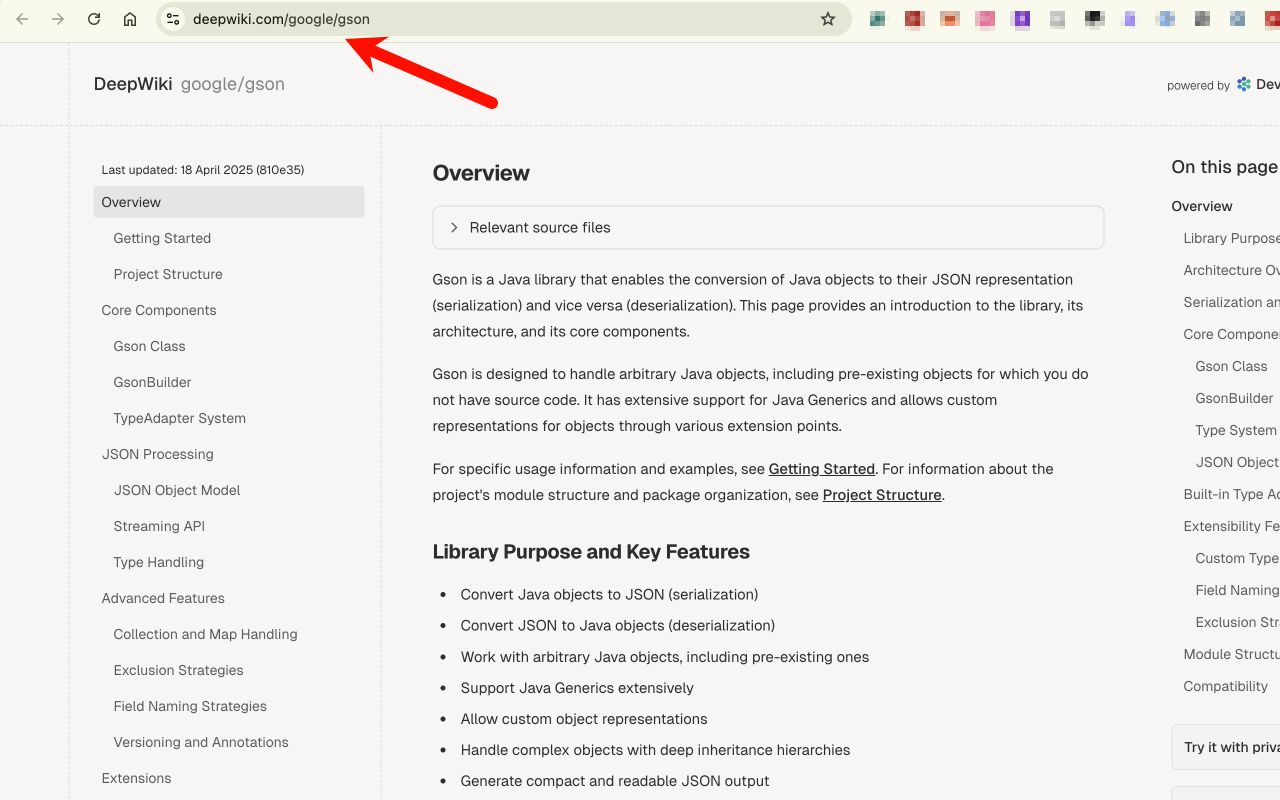 deepwiki.com/google/gson
DeepWiki google/gson
powered by Dev
Last updated: 18 April 2025 (810e35)
Overview
Getting Started
Project Structure
Core Components
Gson Class
GsonBuilder
TypeAdapter System
JSON Processing
JSON Object Model
Streaming API
Type Handling
Advanced Features
Collection and Map Handling
Exclusion Strategies
Field Naming Strategies
Versioning and Annotations
Extensions
Overview
Relevant source files
Gson is a Java library that enables the conversion of Java objects to their JSON representation
(serialization) and vice versa (deserialization). This page provides an introduction to the library, its
architecture, and its core components.
Gson is designed to handle arbitrary Java objects, including pre-existing objects for which you do
not have source code. It has extensive support for Java Generics and allows custom
representations for objects through various extension points.
For specific usage information and examples, see Getting Started. For information about the
project's module structure and package organization, see Project Structure.
Library Purpose and Key Features
• Convert Java objects to JSON (serialization)
• Convert JSON to Java objects (deserialization)
• Work with arbitrary Java objects, including pre-existing ones
• Support Java Generics extensively
• Allow custom object representations
• Handle complex objects with deep inheritance hierarchies
• Generate compact and readable JSON output
On this page
Overview
Library Purpose
Architecture Ov
Serialization an
Core Componen
Gson Class
GsonBuilder
Type System
JSON Object
Built-in Type Ad
Extensibility Fe
Custom Type
Field Naming
Exclusion Stra
Module Structu
Compatibility
Try it with priva